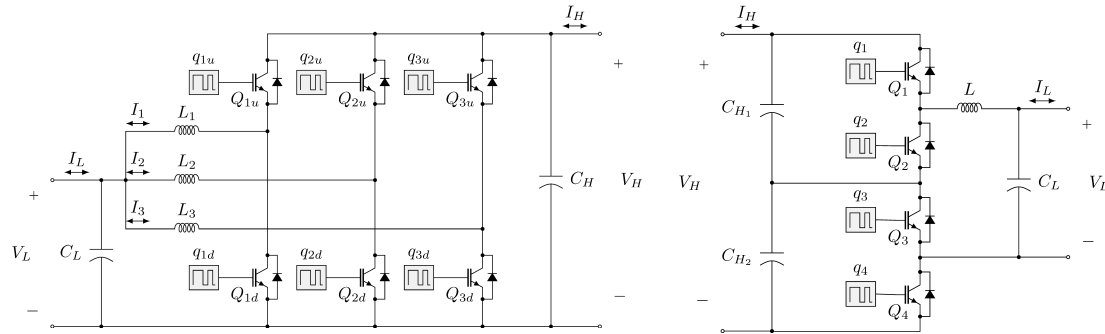 I_H
q_{1u} q_{2u} q_{3u}
Q_{1u} Q_{2u} Q_{3u}
+
I_1 L_1
I_L I_2 L_2
+
I_3 L_3
C_H V_H
V_L C_L
q_{1d} q_{2d} q_{3d}
Q_{1d} Q_{2d} Q_{3d}
− −
I_H
q_1
+ Q_1
C_{H_1} L I_L
q_2 +
Q_2
V_H C_L V_L
q_3
Q_3
C_{H_2} −
q_4
− Q_4